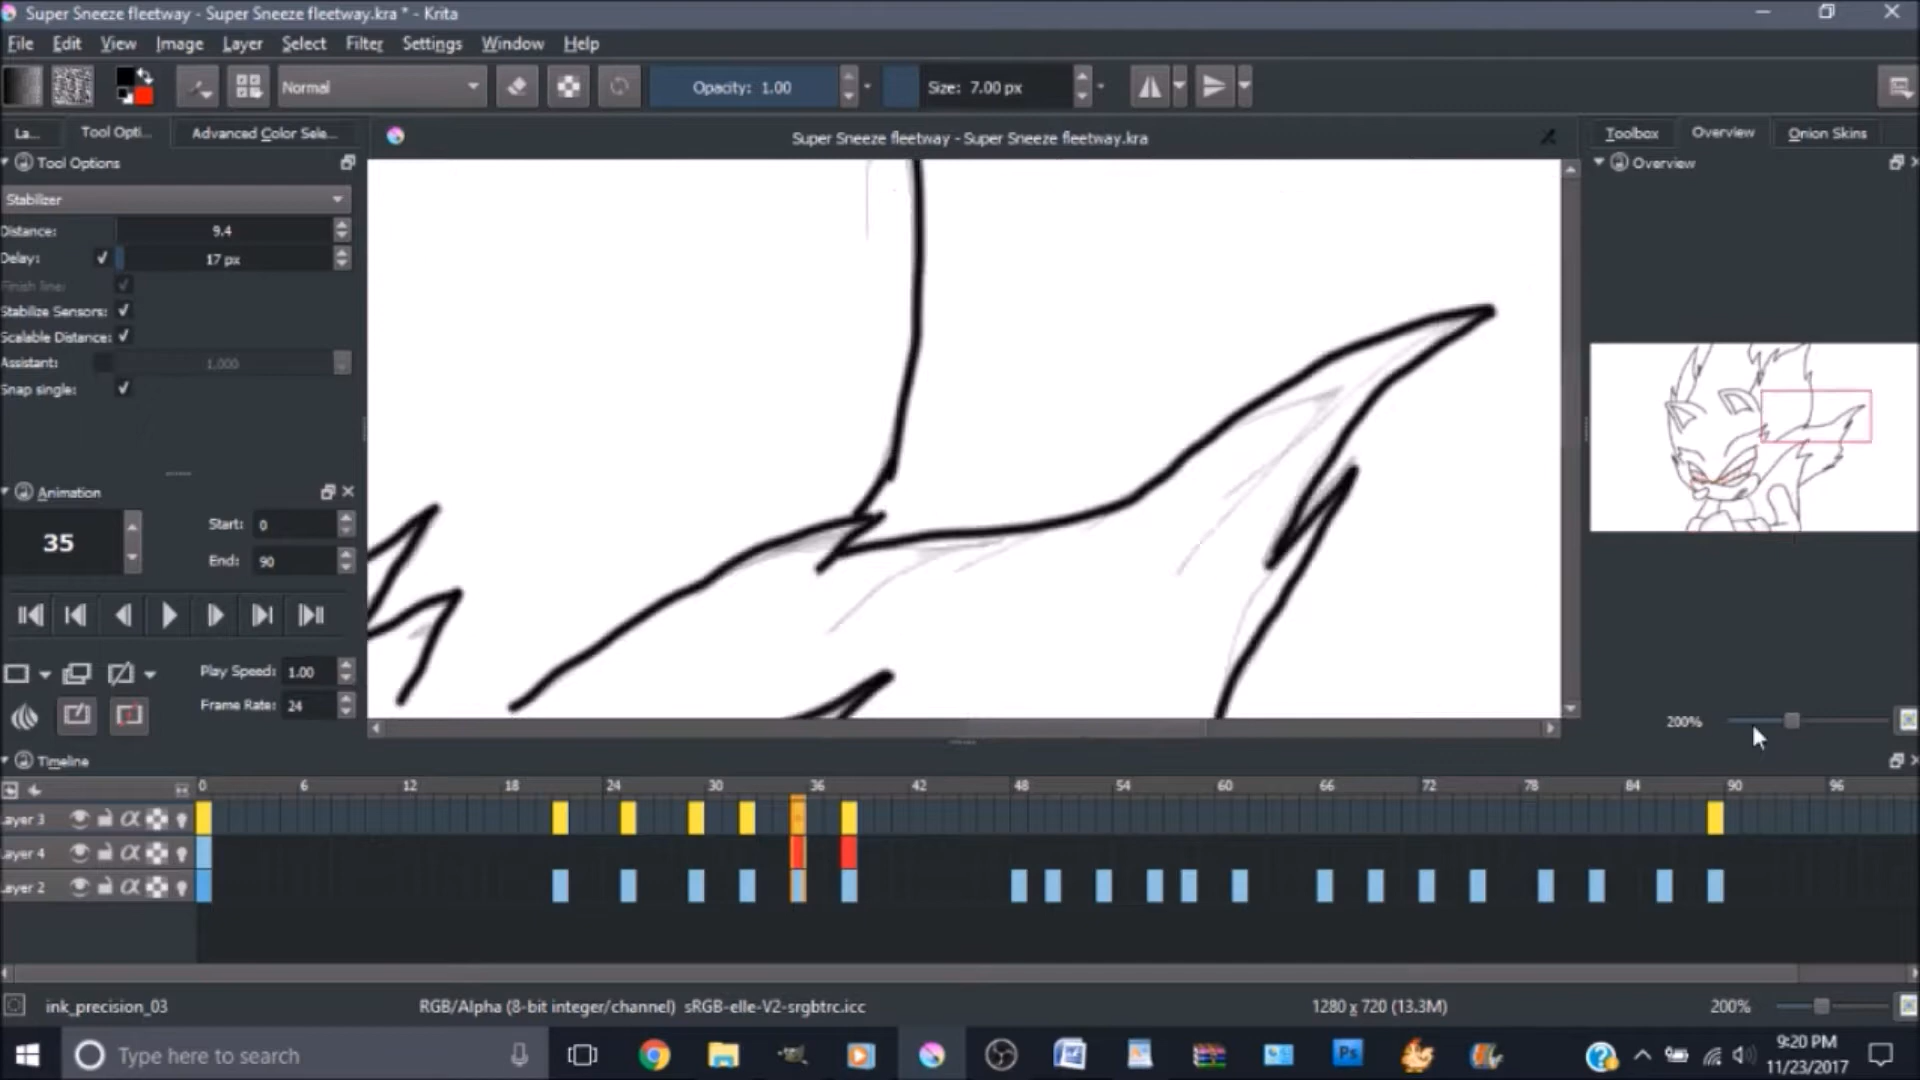 Super Sneeze fleetway - Super Sneeze fleetway.kra * - Krita
File Edit View Image Layer Select Filter Settings Window Help
Normal Opacity: 1.00 Size: 7.00 px
La... Tool Opti... Advanced Color Sele... Super Sneeze fleetway - Super Sneeze fleetway.kra Toolbox Overview Onion Skins
Tool Options Overview
Stabilizer
Distance: 9.4
Delay: 17 px
Finish line:
Stabilize Sensors:
Scalable Distance:
Assistant: 1.000
Snap single:
Animation
35 Start: 0
End: 90
Play Speed: 1.00
Frame Rate: 24
200%
Timeline
0 6 12 18 24 30 36 42 48 54 60 66 72 78 84 90 96
ayer 3
ayer 4
ayer 2
ink_precision_03 RGB/Alpha (8-bit integer/channel) sRGB-elle-V2-srgbtrc.icc 1280 x 720 (13.3M) 200%
Type here to search Ps 9:20 PM
11/23/2017